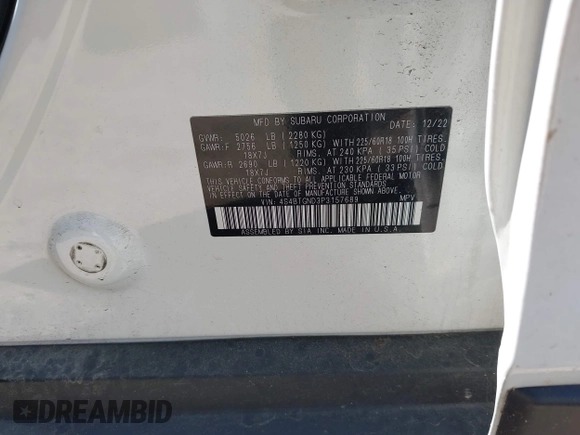 MFD BY SUBARU CORPORATION DATE: 12/22
GVWR: 5026 LB (2280 KG)
GAWR:F 2756 LB (1250 KG) WITH 225/60R18 100H TIRES,
18X7J RIMS, AT 240 KPA (35 PSI) COLD
GAWR:R 2690 LB (1220 KG) WITH 225/60R18 100H TIRES,
18X7J RIMS, AT 230 KPA (33 PSI) COLD
THIS VEHICLE CONFORMS TO ALL APPLICABLE FEDERAL MOTOR
VEHICLE SAFETY, BUMPER, AND THEFT PREVENTION STANDARDS
IN EFFECT ON THE DATE OF MANUFACTURE SHOWN ABOVE.
VIN: 4S4BTGND3P3157689 MPV
ASSEMBLED BY SIA INC. MADE IN U.S.A.
DREAMBID